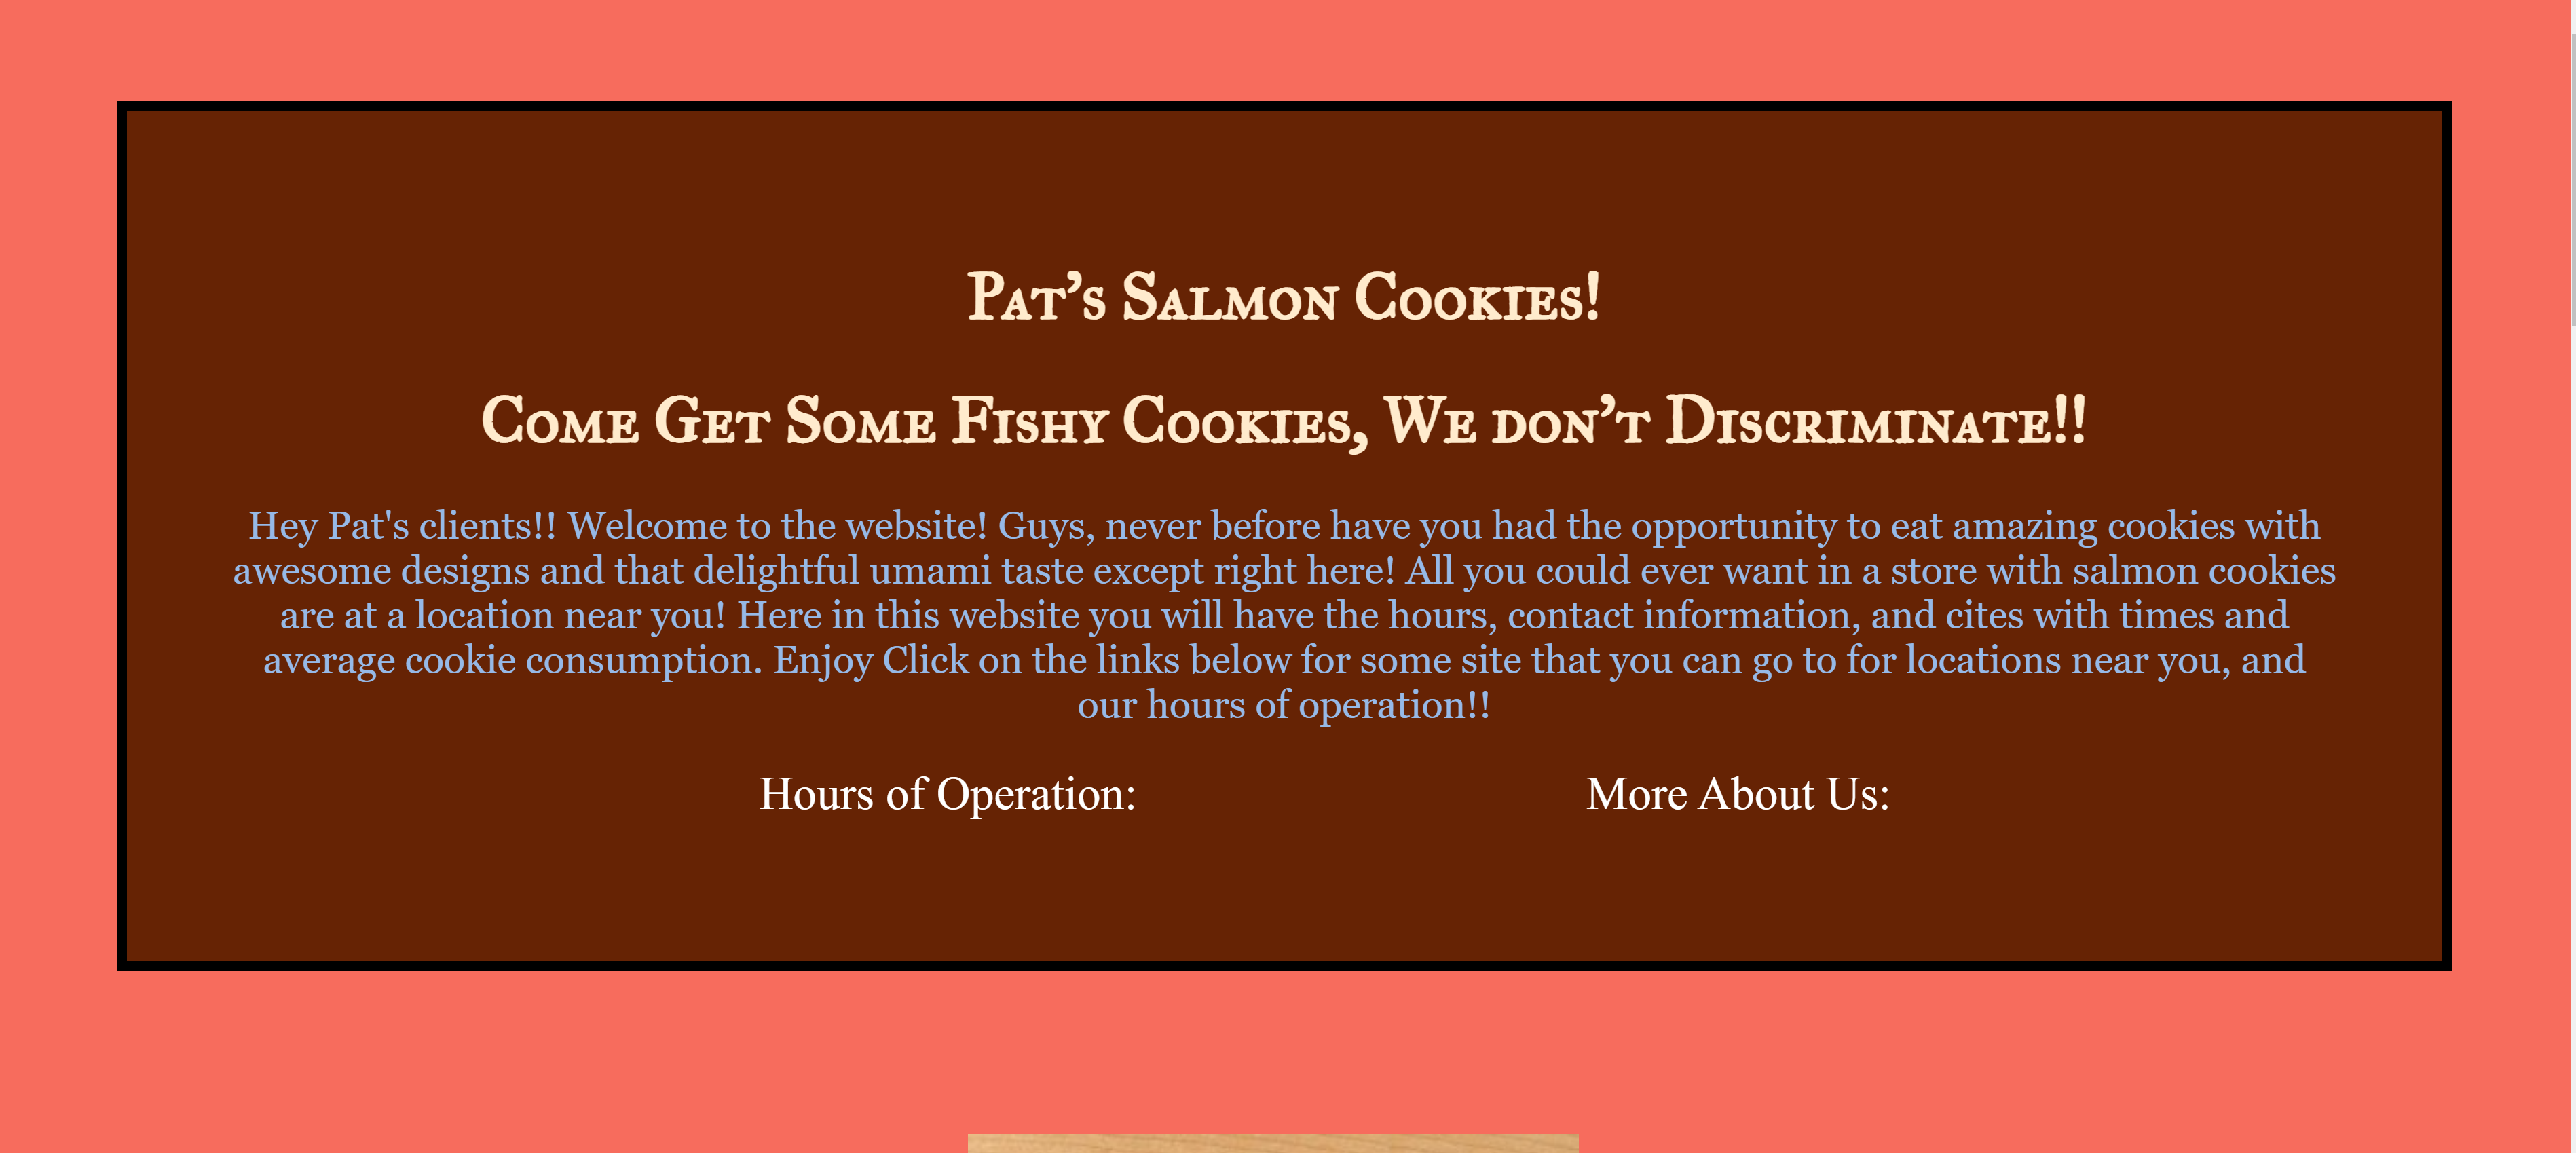 Pat's Salmon Cookies!
Come Get Some Fishy Cookies, We don't Discriminate!!
Hey Pat's clients!! Welcome to the website! Guys, never before have you had the opportunity to eat amazing cookies with
awesome designs and that delightful umami taste except right here! All you could ever want in a store with salmon cookies
are at a location near you! Here in this website you will have the hours, contact information, and cites with times and
average cookie consumption. Enjoy Click on the links below for some site that you can go to for locations near you, and
our hours of operation!!
Hours of Operation: More About Us: